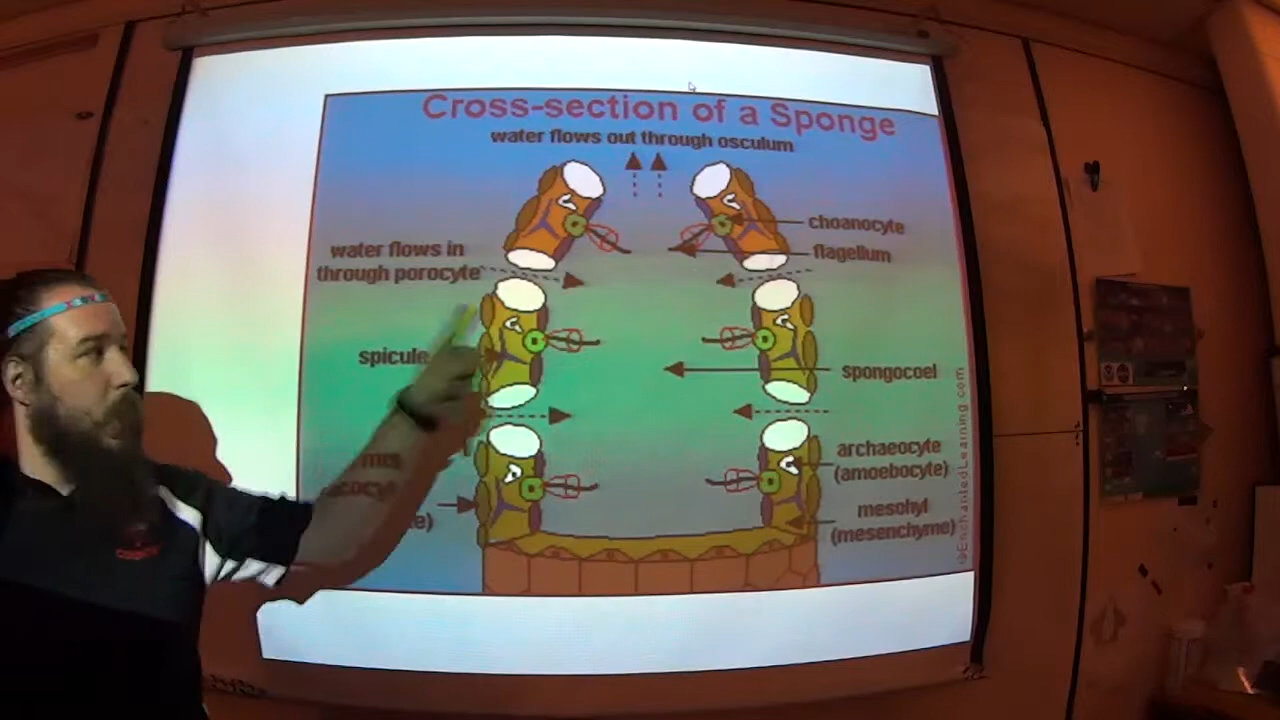 Cross-section of a Sponge
water flows out through osculum
choanocyte
flagellum
water flows in
through porocyte
spicule
spongocoel
archaeocyte
(amoebocyte)
mesohyl
(mesenchyme)
©EnchantedLearning.com